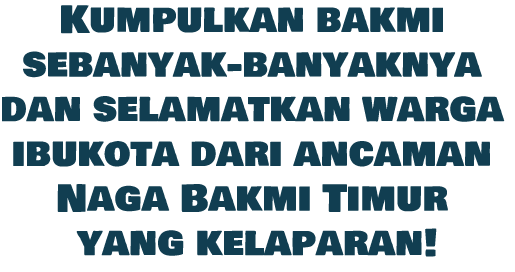 Kumpulkan bakmi
sebanyak-banyaknya
dan selamatkan warga
ibukota dari ancaman
Naga Bakmi Timur
yang kelaparan!